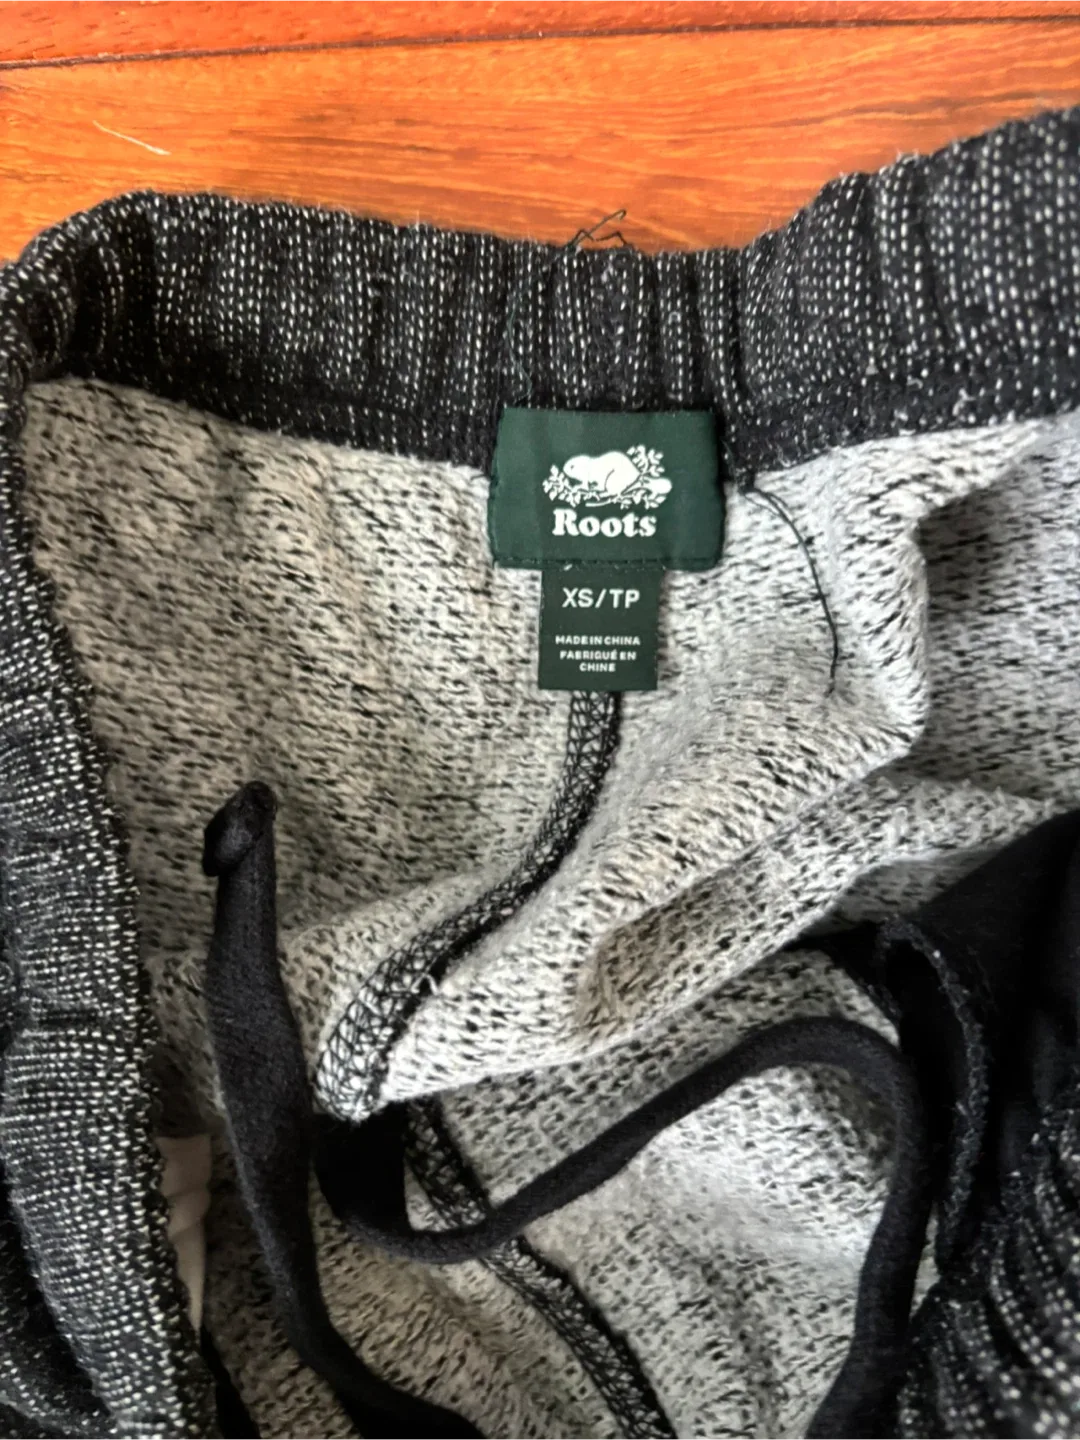 Roots
XS/TP
MADE IN CHINA
FABRIQUÉ EN
CHINE